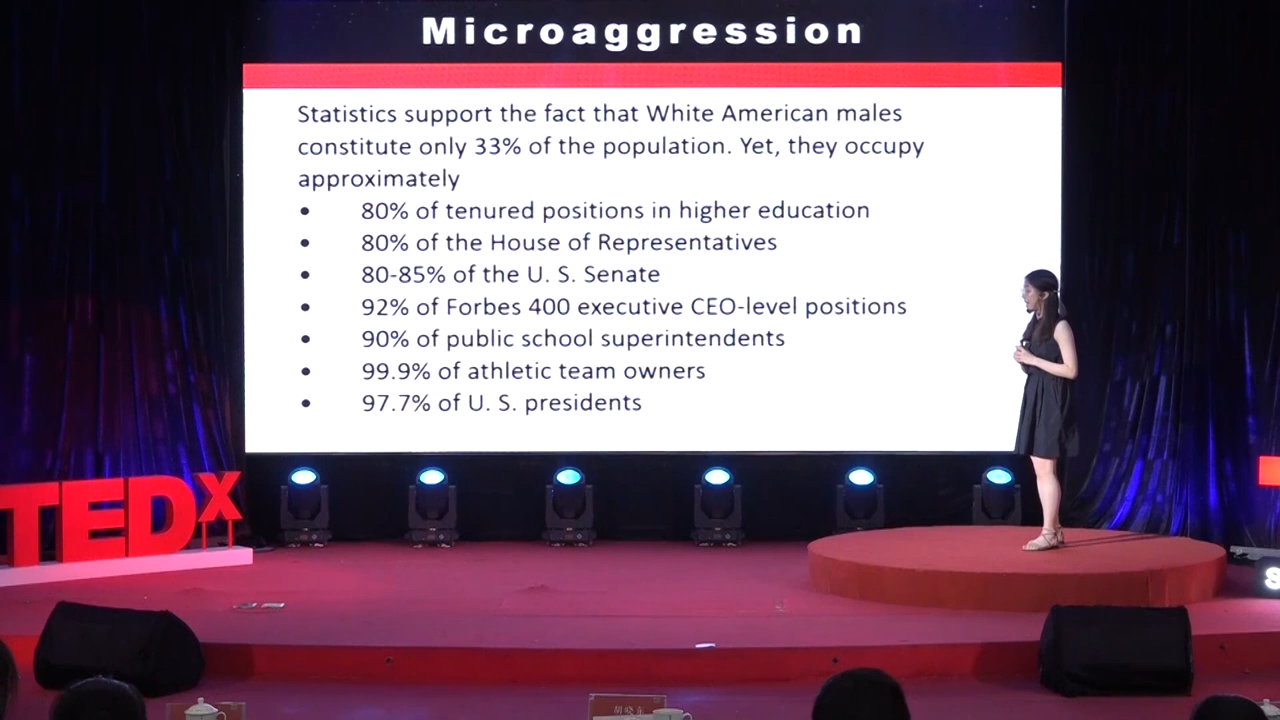 Microaggression
Statistics support the fact that White American males
constitute only 33% of the population. Yet, they occupy
approximately
• 80% of tenured positions in higher education
• 80% of the House of Representatives
• 80-85% of the U. S. Senate
• 92% of Forbes 400 executive CEO-level positions
• 90% of public school superintendents
• 99.9% of athletic team owners
• 97.7% of U. S. presidents
TEDx
S